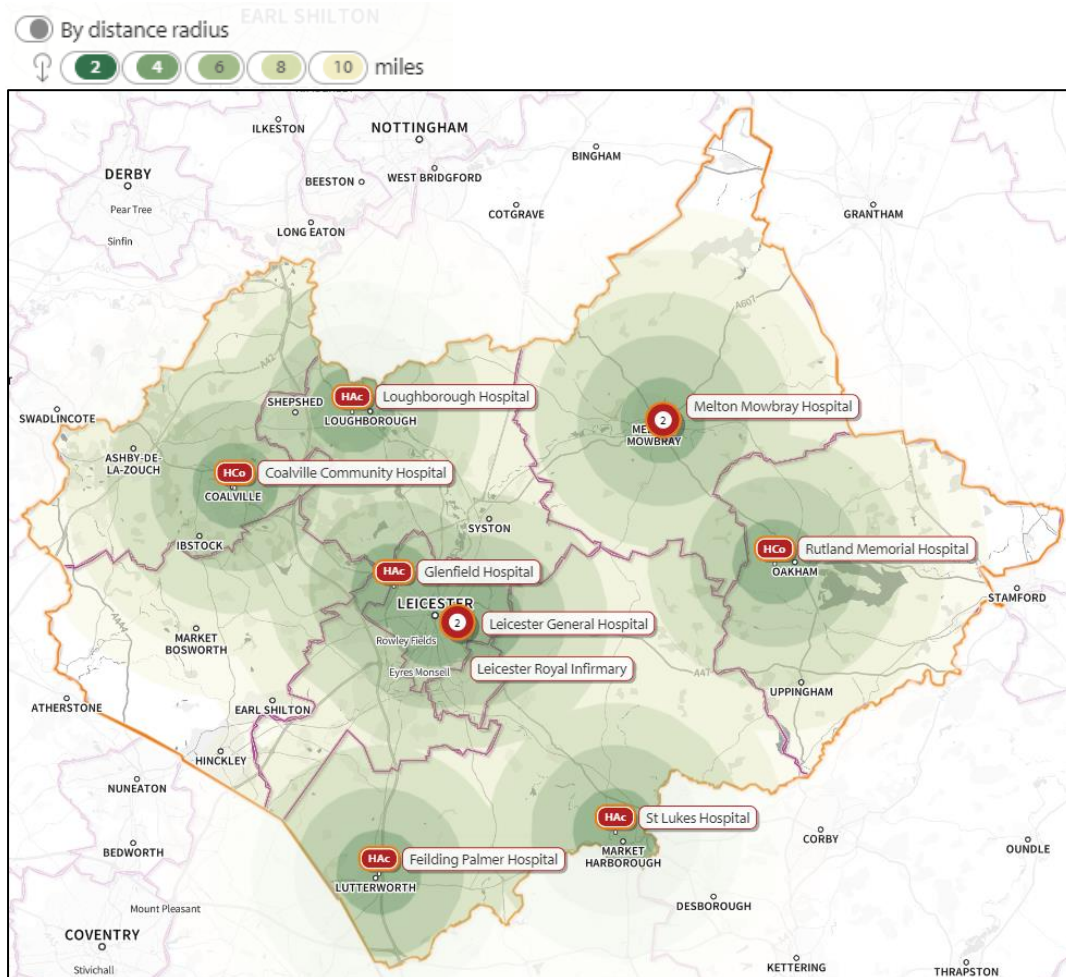 EARL SHILTON
By distance radius
2 4 6 8 10 miles
ILKESTON
NOTTINGHAM
BINGHAM
DERBY
BEESTON
WEST BRIDGFORD
Pear Tree
COTGRAVE
GRANTHAM
LONG EATON
Sinfin
A607
A42
HAc
Loughborough Hospital
SHEPSHED
LOUGHBOROUGH
SWADLINCOTE
Melton Mowbray Hospital
2
MOWBRAY
ASHBY-DE-
LA-ZOUCH
HCo
Coalville Community Hospital
COALVILLE
SYSTON
IBSTOCK
HCo
Rutland Memorial Hospital
OAKHAM
HAc
Glenfield Hospital
STAMFORD
LEICESTER
2
Leicester General Hospital
A444
MARKET
BOSWORTH
Rowley Fields
Leicester Royal Infirmary
Eyres Monsell
A47
UPPINGHAM
ATHERSTONE
EARL SHILTON
HINCKLEY
NUNEATON
HAc
St Lukes Hospital
CORBY
OUNDLE
BEDWORTH
MARKET
HARBOROUGH
HAc
Feilding Palmer Hospital
LUTTERWORTH
DESBOROUGH
Mount Pleasant
COVENTRY
KETTERING
THRAPSTON
Stivichall